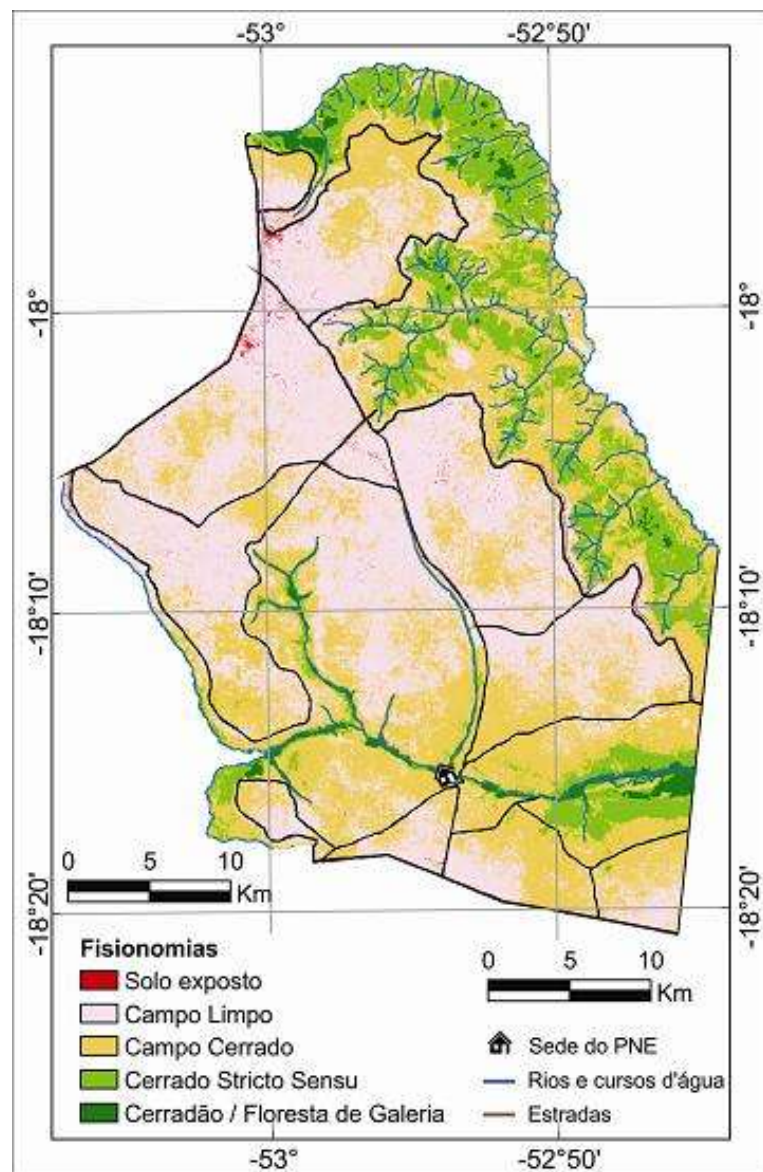 -53° -52°50'
-18° -18°
-18°10' -18°10'
-18°20' -18°20'
0 5 10
Km
0 5 10
Km
Fisionomias
Solo exposto
Campo Limpo
Campo Cerrado
Cerrado Stricto Sensu
Cerradão / Floresta de Galeria
Sede do PNE
Rios e cursos d'água
Estradas
-53° -52°50'